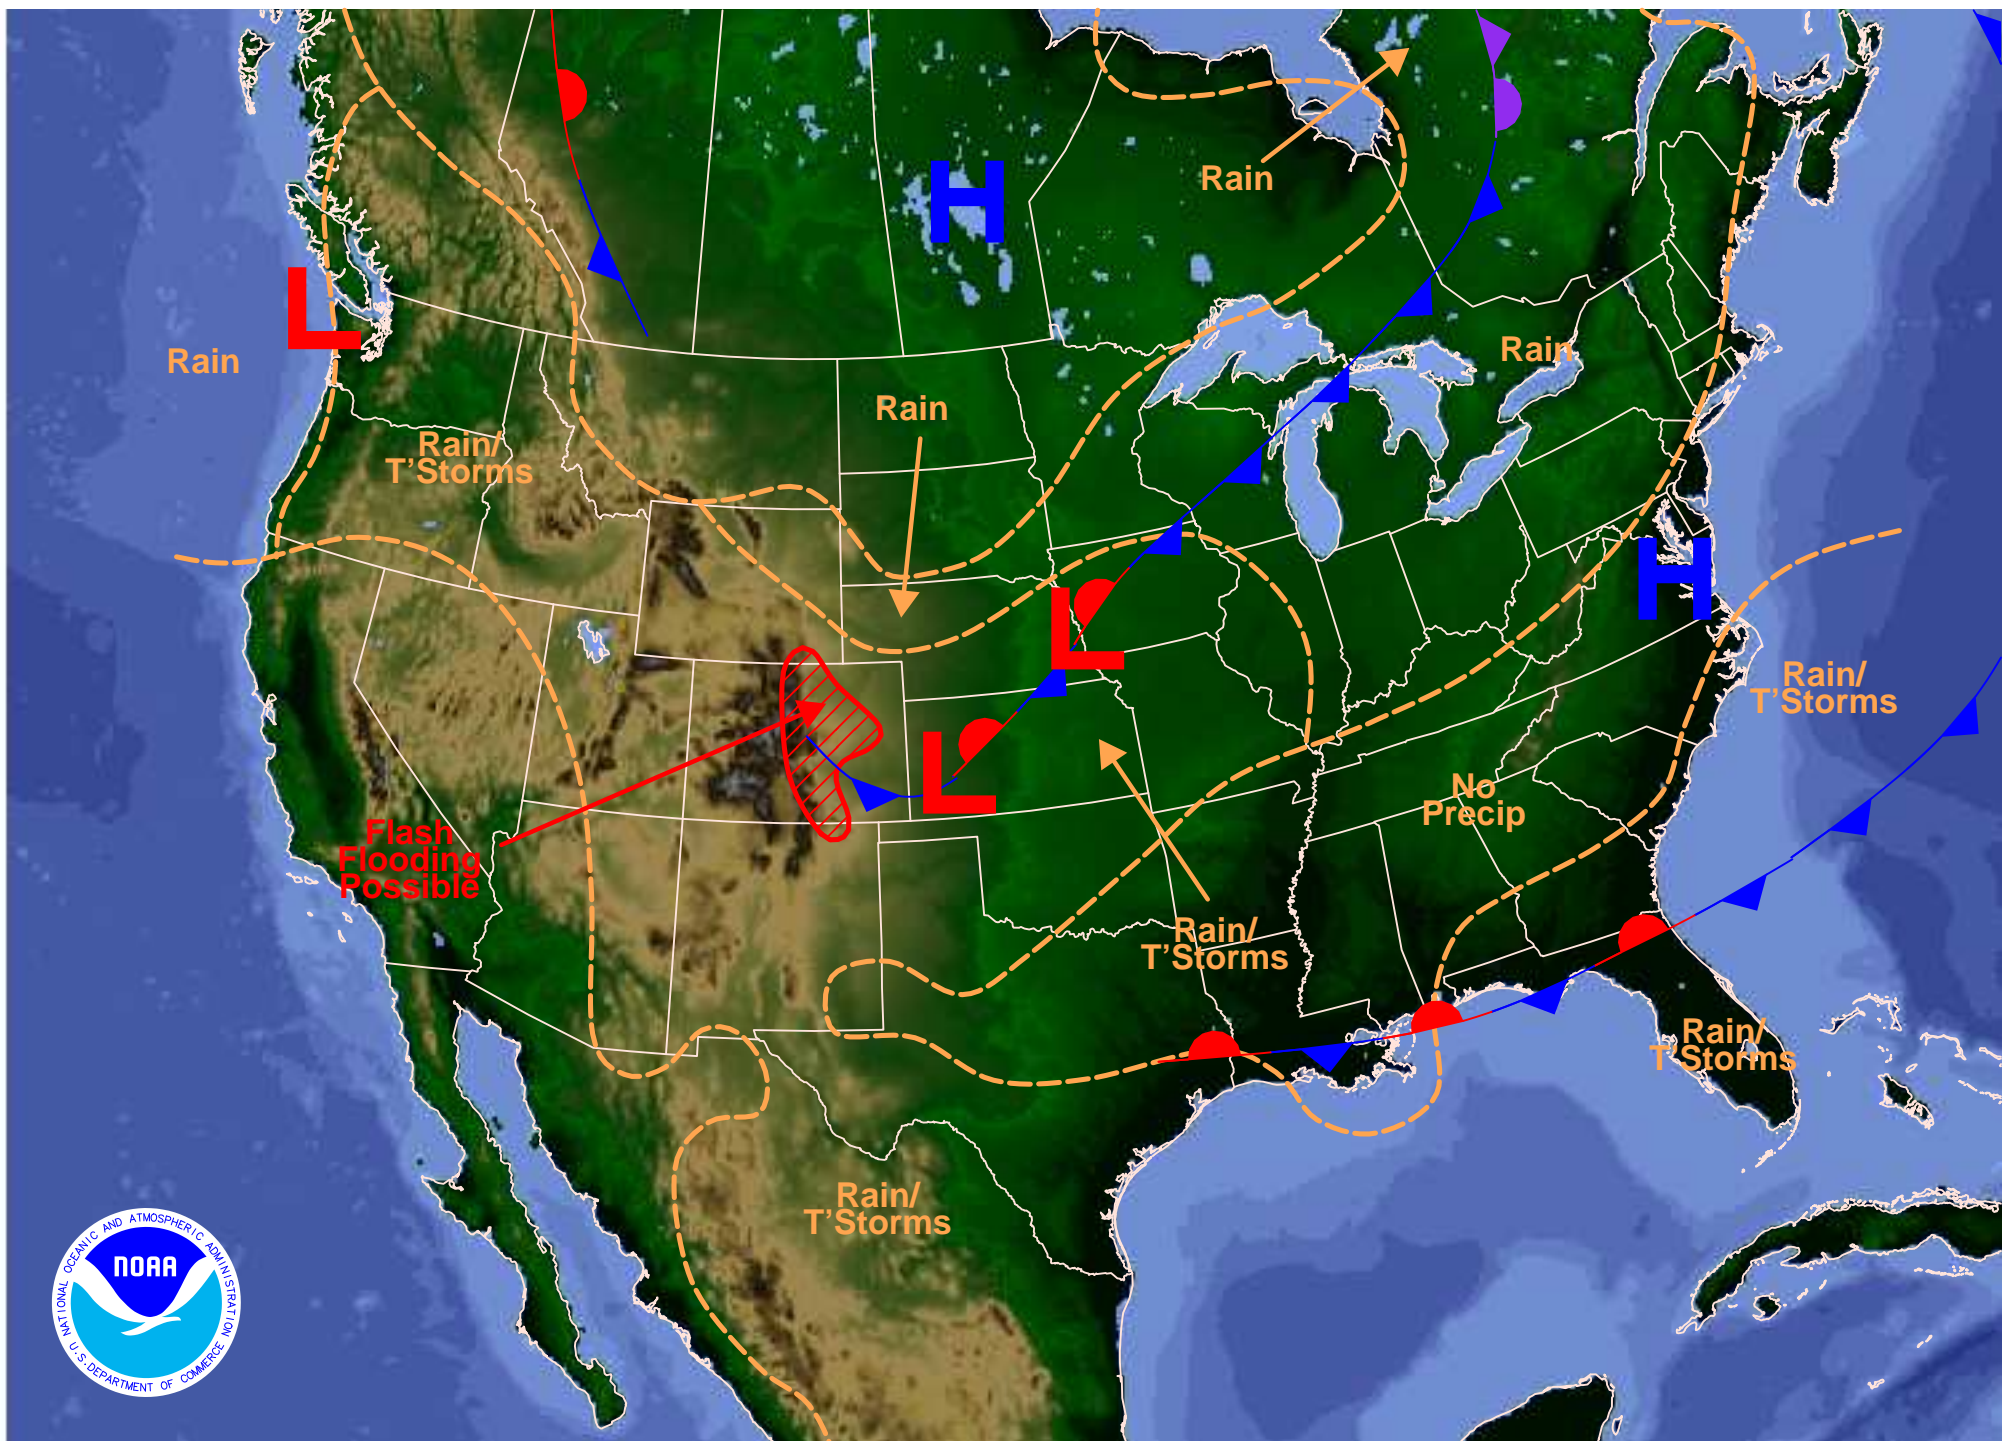 H
Rain
L
Rain
Rain
Rain
Rain/
T'Storms
H
L
Rain/
T'Storms
L
No
Precip
Flash
Flooding
Possible
Rain/
T'Storms
Rain/
T'Storms
Rain/
T'Storms
NATIONAL OCEANIC AND ATMOSPHERIC ADMINISTRATION
NOAA
U.S. DEPARTMENT OF COMMERCE